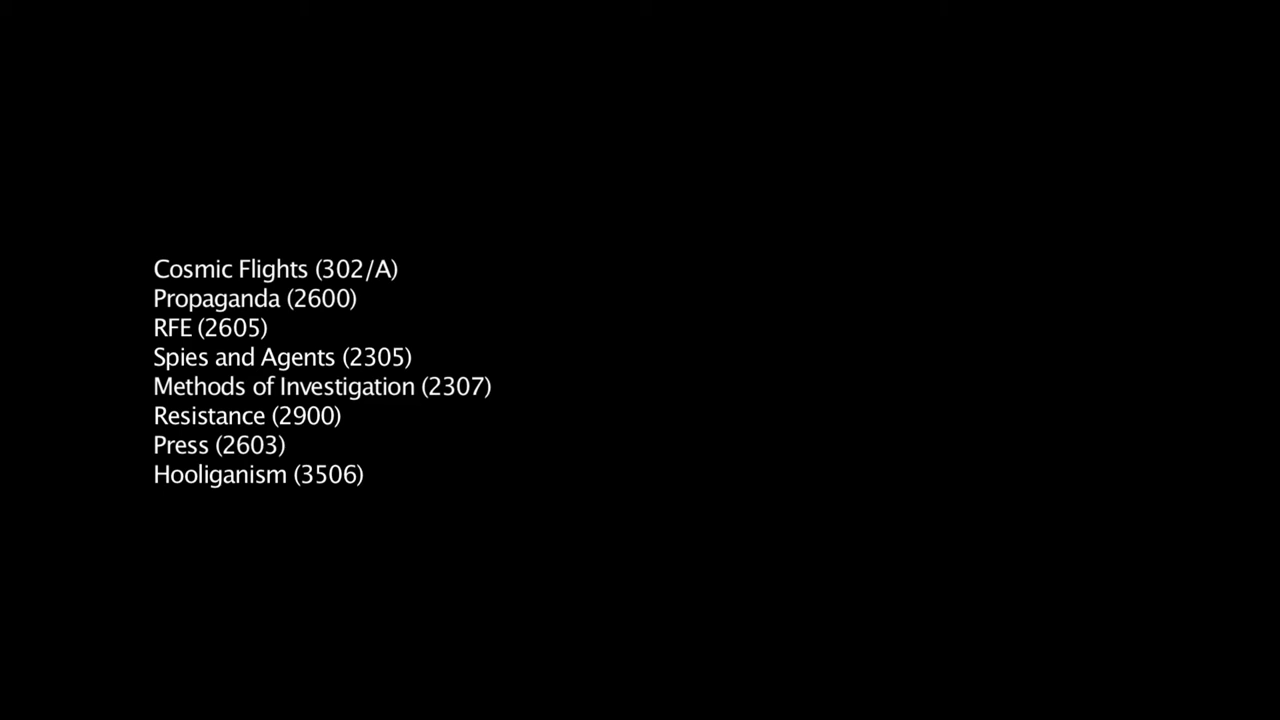 Cosmic Flights (302/A)
Propaganda (2600)
RFE (2605)
Spies and Agents (2305)
Methods of Investigation (2307)
Resistance (2900)
Press (2603)
Hooliganism (3506)